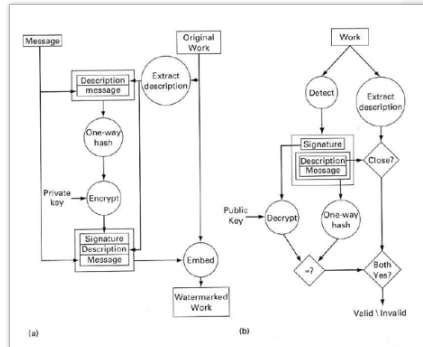 Message
Original
Work
Description
message
Extract
description
One-way
hash
Private
key
Encrypt
Signature
Description
Message
Embed
Watermarked
Work
(a)
Work
Detect
Extract
description
Signature
Description
Message
Close?
Public
Key
Decrypt
One-way
hash
=?
Both
Yes?
Valid \ Invalid
(b)